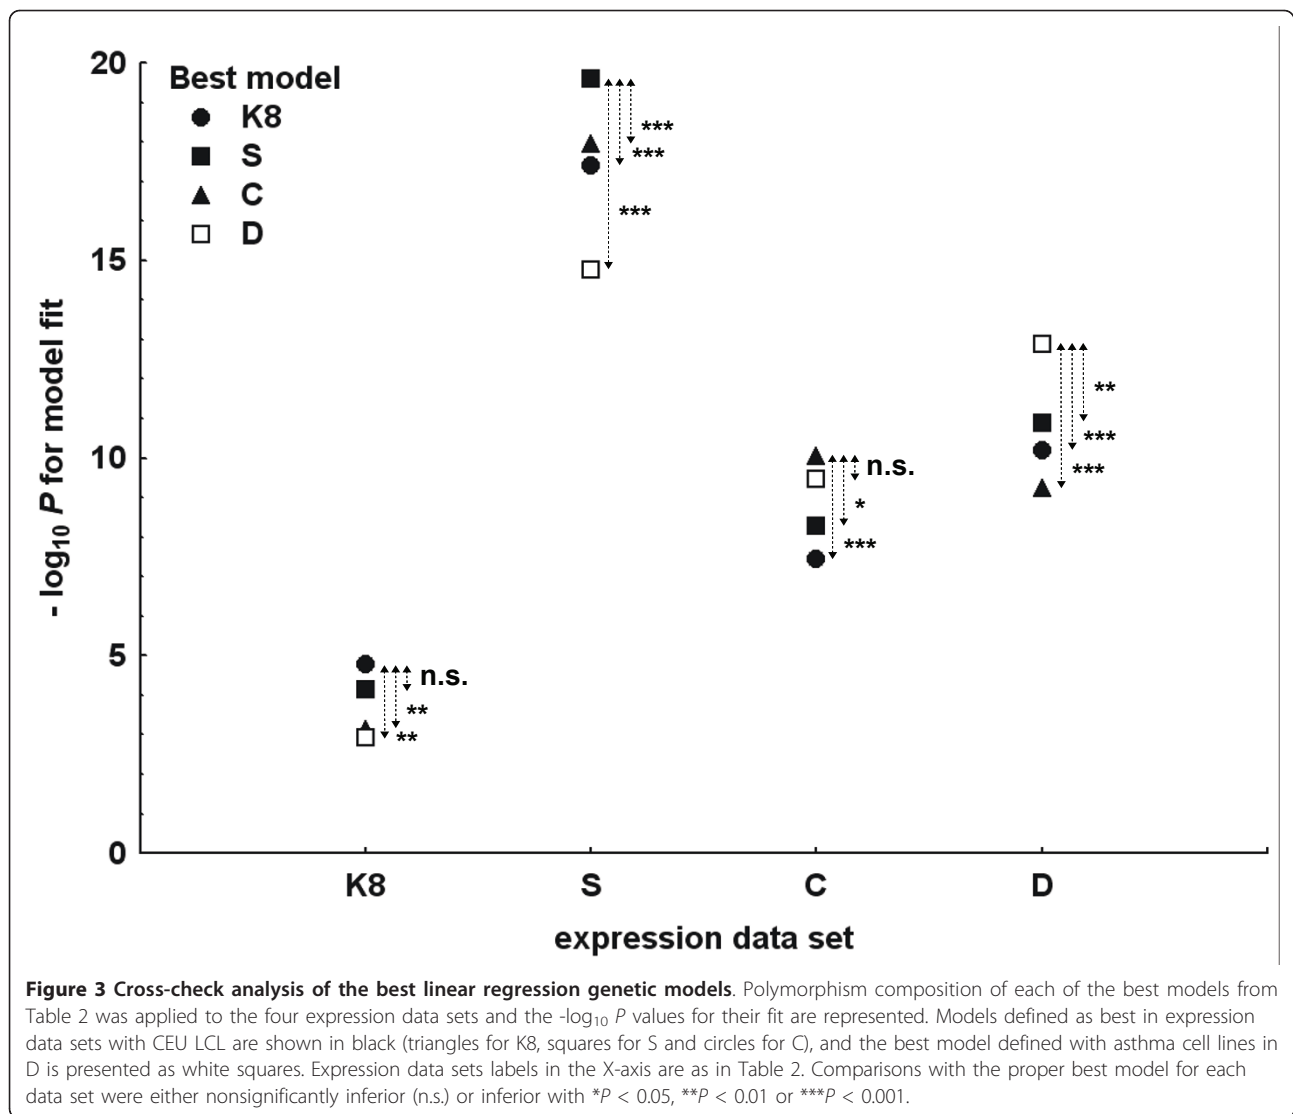 20
15
10
5
0
- log10 P for model fit
Best model
K8
S
C
D
n.s.
**
**
***
***
***
n.s.
*
***
**
***
***
K8 S C D
expression data set
Figure 3 Cross-check analysis of the best linear regression genetic models. Polymorphism composition of each of the best models from
Table 2 was applied to the four expression data sets and the -log10 P values for their fit are represented. Models defined as best in expression
data sets with CEU LCL are shown in black (triangles for K8, squares for S and circles for C), and the best model defined with asthma cell lines in
D is presented as white squares. Expression data sets labels in the X-axis are as in Table 2. Comparisons with the proper best model for each
data set were either nonsignificantly inferior (n.s.) or inferior with *P < 0.05, **P < 0.01 or ***P < 0.001.